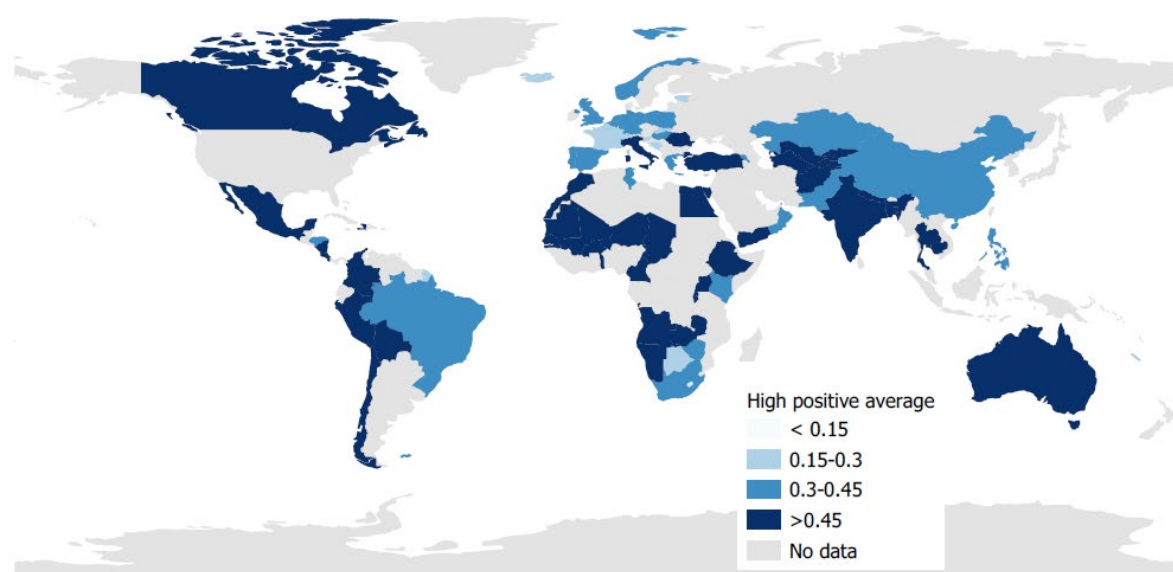 High positive average
< 0.15
0.15-0.3
0.3-0.45
>0.45
No data